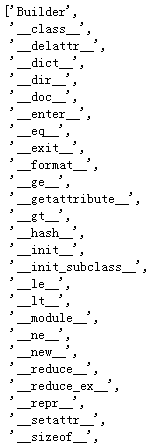 ['Builder',
'__class__',
'__delattr__',
'__dict__',
'__dir__',
'__doc__',
'__enter__',
'__eq__',
'__exit__',
'__format__',
'__ge__',
'__getattribute__',
'__gt__',
'__hash__',
'__init__',
'__init_subclass__',
'__le__',
'__lt__',
'__module__',
'__ne__',
'__new__',
'__reduce__',
'__reduce_ex__',
'__repr__',
'__setattr__',
'__sizeof__',